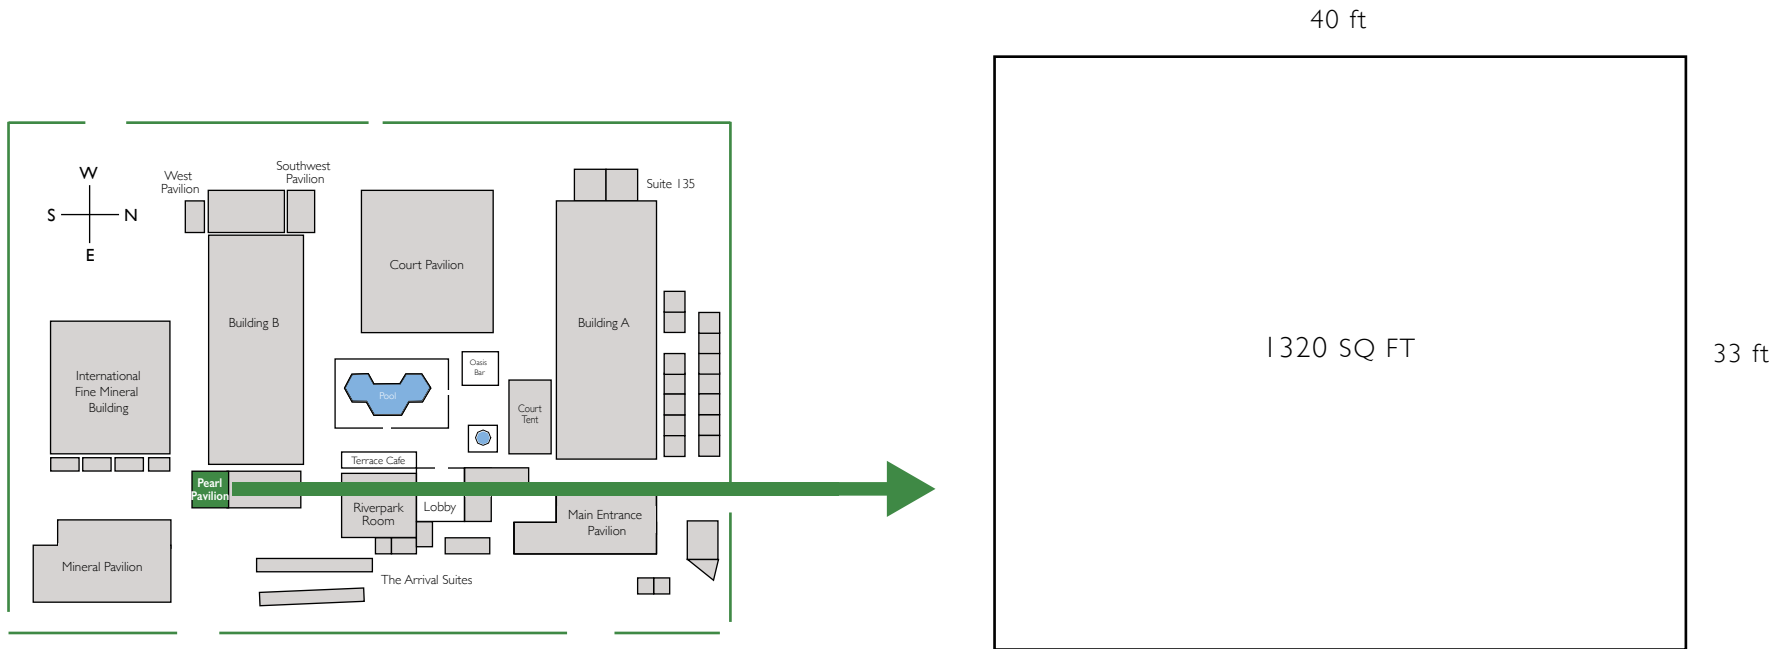 40 ft
W
S
N
E
West
Pavilion
Southwest
Pavilion
Suite 135
Court Pavilion
Building B
Building A
International
Fine Mineral
Building
Oasis
Bar
Pool
Court
Tent
Terrace Cafe
Pearl
Pavilion
Riverpark
Room
Lobby
Main Entrance
Pavilion
Mineral Pavilion
The Arrival Suites
1320 SQ FT
33 ft